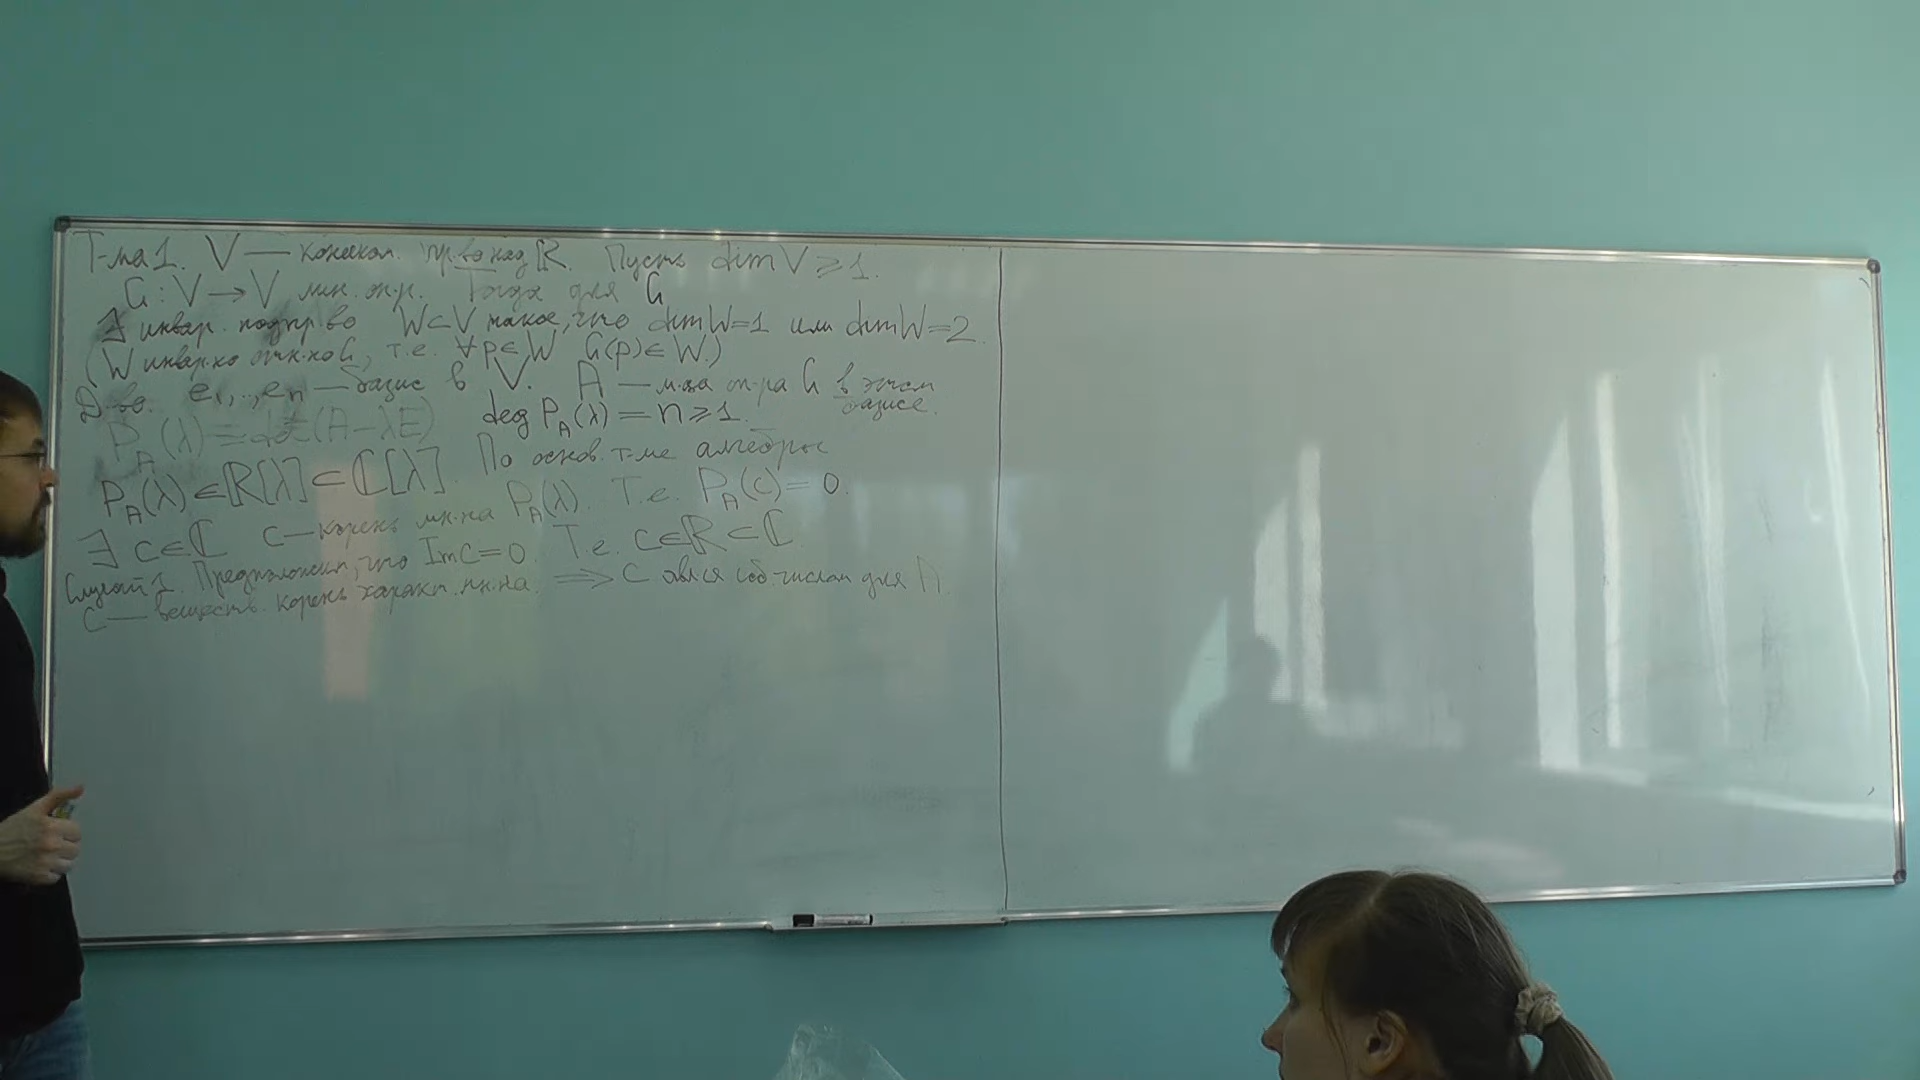 Т-ма 1. V — конечном. пр-во над ℝ. Пусть dim V ⩾ 1.
G : V → V лин. оп-р. Тогда для G
∃ инвар. подпр-во W ⊂ V такое, что dim W = 1 или dim W = 2.
(W инвар-но отн-но G, т.е. ∀ p ∈ W G(p) ∈ W.)
Д-во. e₁,..,eₙ — базис в V. A — м-ца оп-ра G в этом базисе.
P_A(λ) = det(A − λE) deg P_A(λ) = n ⩾ 1.
P_A(λ) ∈ ℝ[λ] ⊂ ℂ[λ]. По основ. т-ме алгебры
∃ c ∈ ℂ c — корень мн-на P_A(λ). Т.е. P_A(c) = 0.
Случай 1. Предположим, что Im c = 0. Т.е. c ∈ ℝ ⊂ ℂ.
c — веществ. корень характ. мн-на. ⟹ c явл-ся соб числом для A.